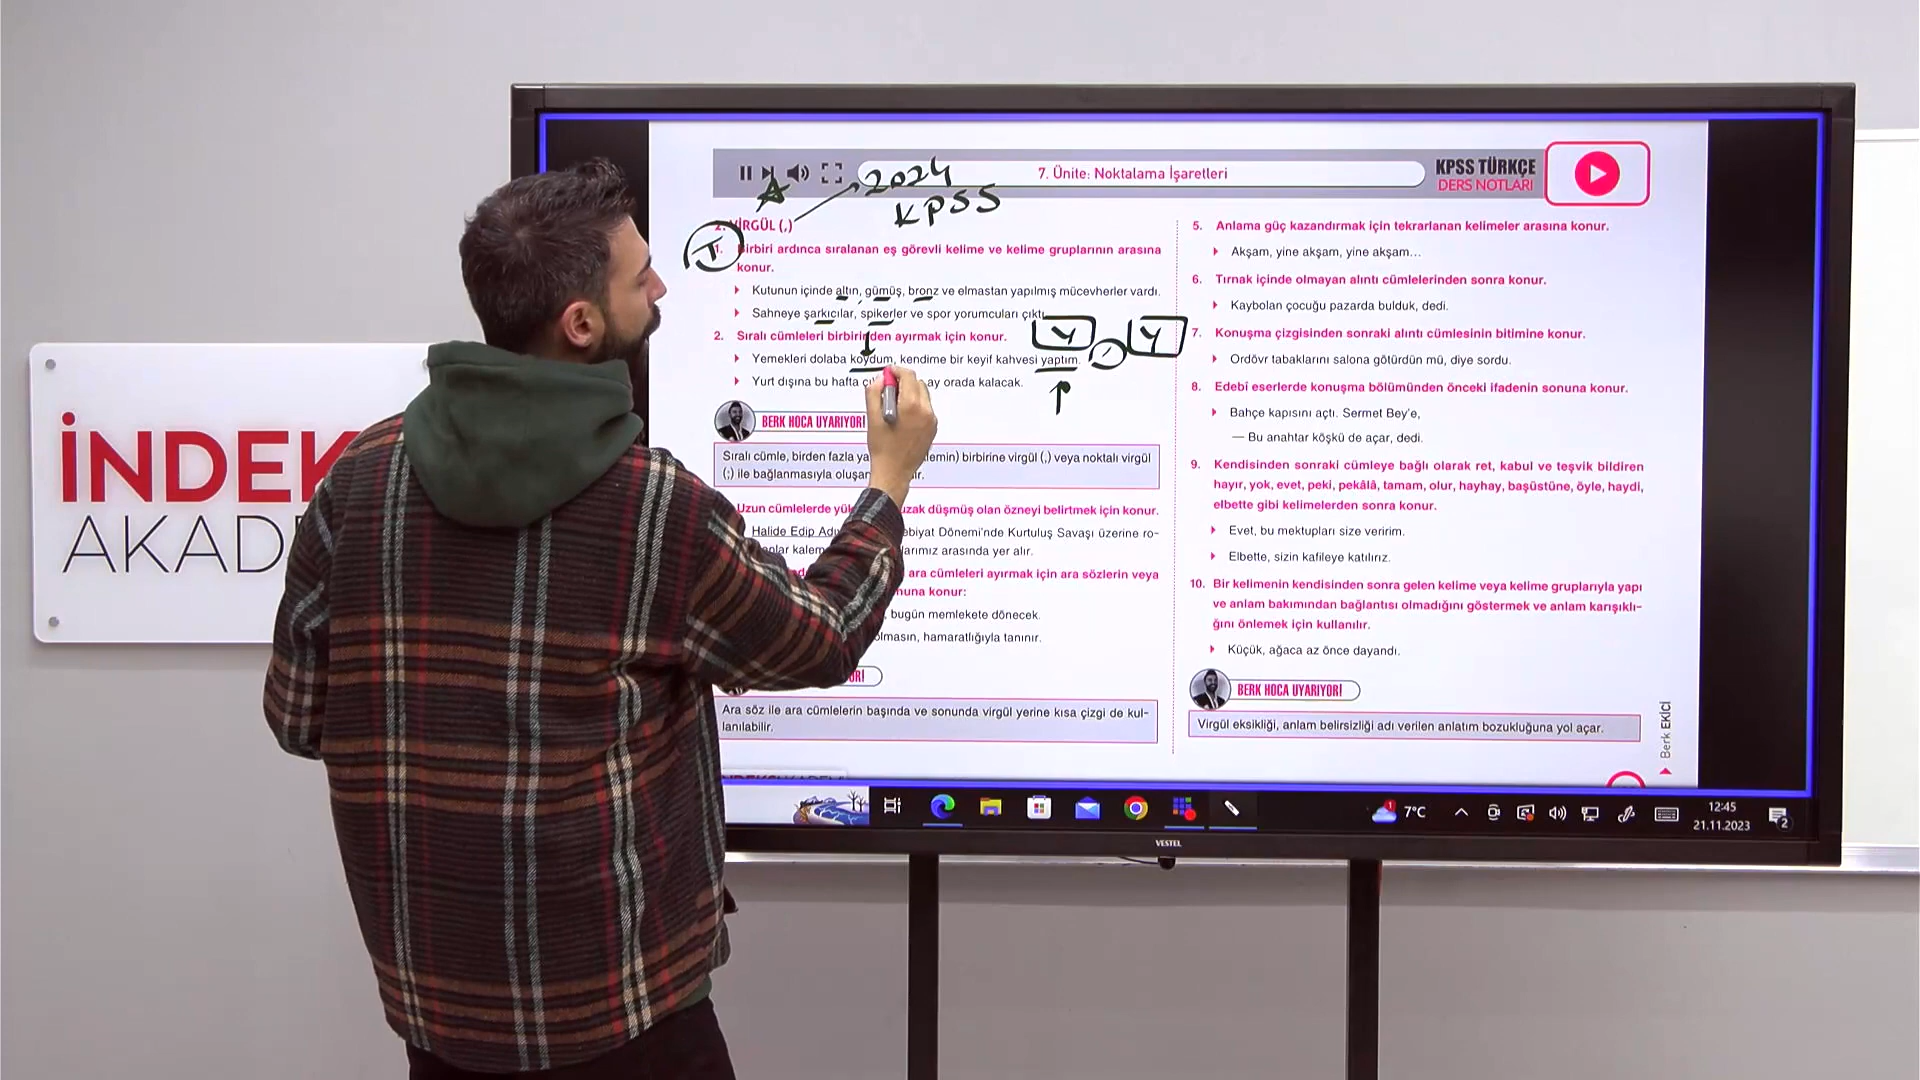 İNDEK
AKAD
7. Ünite: Noktalama İşaretleri
KPSS TÜRKÇE
DERS NOTLARI
2024
KPSS
2. VİRGÜL (,)
1. Birbiri ardınca sıralanan eş görevli kelime ve kelime gruplarının arasına
konur.
Kutunun içinde altın, gümüş, bronz ve elmastan yapılmış mücevherler vardı.
Sahneye şarkıcılar, spikerler ve spor yorumcuları çıktı.
2. Sıralı cümleleri birbirinden ayırmak için konur.
Y , Y
Yemekleri dolaba koydum, kendime bir keyif kahvesi yaptım.
Yurt dışına bu hafta ay orada kalacak.
BERK HOCA UYARIYOR!
Sıralı cümle, birden fazla birbirine virgül (,) veya noktalı virgül
(;) ile bağlanmasıyla
Uzun cümlelerde uzak düşmüş olan özneyi belirtmek için konur.
Halide Edip Dönemi'nde Kurtuluş Savaşı üzerine ro-
arasında yer alır.
ara cümleleri ayırmak için ara sözlerin veya
konur:
, bugün memlekete dönecek.
olmasın, hamaratlığıyla tanınır.
Ara söz ile ara cümlelerin başında ve sonunda virgül yerine kısa çizgi de kul-
lanılabilir.
5. Anlama güç kazandırmak için tekrarlanan kelimeler arasına konur.
Akşam, yine akşam, yine akşam...
6. Tırnak içinde olmayan alıntı cümlelerinden sonra konur.
Kaybolan çocuğu pazarda bulduk, dedi.
7. Konuşma çizgisinden sonraki alıntı cümlesinin bitimine konur.
Ordövr tabaklarını salona götürdün mü, diye sordu.
8. Edebî eserlerde konuşma bölümünden önceki ifadenin sonuna konur.
Bahçe kapısını açtı. Sermet Bey'e,
— Bu anahtar köşkü de açar, dedi.
9. Kendisinden sonraki cümleye bağlı olarak ret, kabul ve teşvik bildiren
hayır, yok, evet, peki, pekâlâ, tamam, olur, hayhay, başüstüne, öyle, haydi,
elbette gibi kelimelerden sonra konur.
Evet, bu mektupları size veririm.
Elbette, sizin kafileye katılırız.
10. Bir kelimenin kendisinden sonra gelen kelime veya kelime gruplarıyla yapı
ve anlam bakımından bağlantısı olmadığını göstermek ve anlam karışıklı-
ğını önlemek için kullanılır.
Küçük, ağaca az önce dayandı.
BERK HOCA UYARIYOR!
Virgül eksikliği, anlam belirsizliği adı verilen anlatım bozukluğuna yol açar.
Berk EKİCİ
7°C
12:45
21.11.2023
2
VESTEL